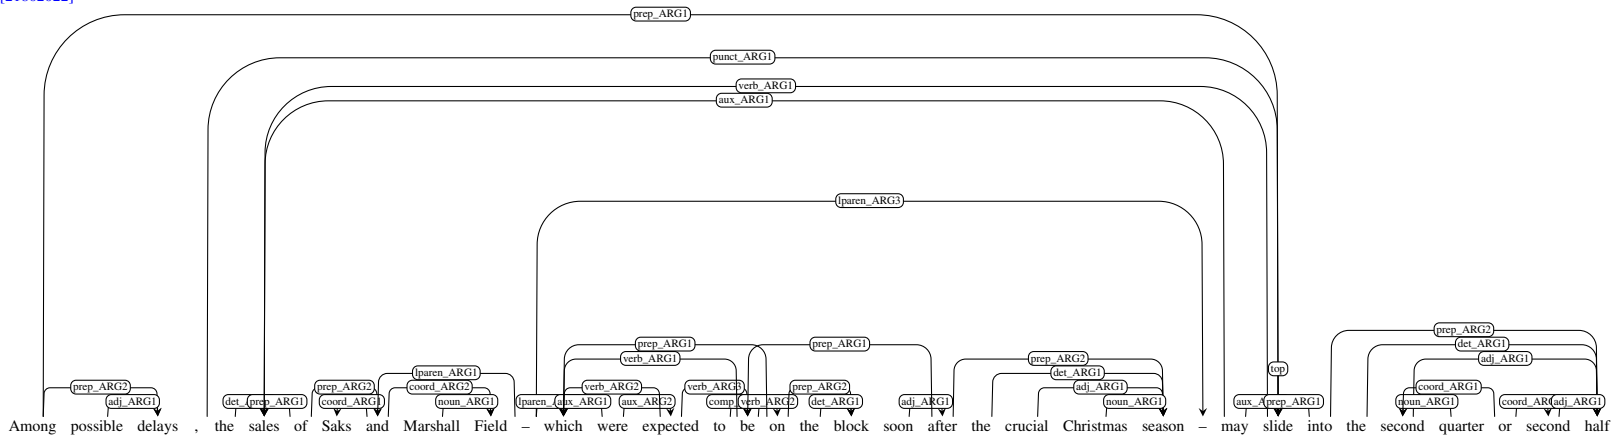 prep_ARG1
punct_ARG1
verb_ARG1
aux_ARG1
lparen_ARG3
prep_ARG2
prep_ARG1 prep_ARG1 det_ARG1
verb_ARG1 prep_ARG2 adj_ARG1
lparen_ARG1 det_ARG1 top
prep_ARG2 prep_ARG2 coord_ARG2 verb_ARG2 verb_ARG3 prep_ARG2 adj_ARG1 coord_ARG1
adj_ARG1 prep_ARG1 coord_ARG1 noun_ARG1 aux_ARG1 aux_ARG2 verb_ARG2 det_ARG1 adj_ARG1 noun_ARG1 prep_ARG1 noun_ARG1 adj_ARG1
Among possible delays , the sales of Saks and Marshall Field – which were expected to be on the block soon after the crucial Christmas season – may slide into the second quarter or second half